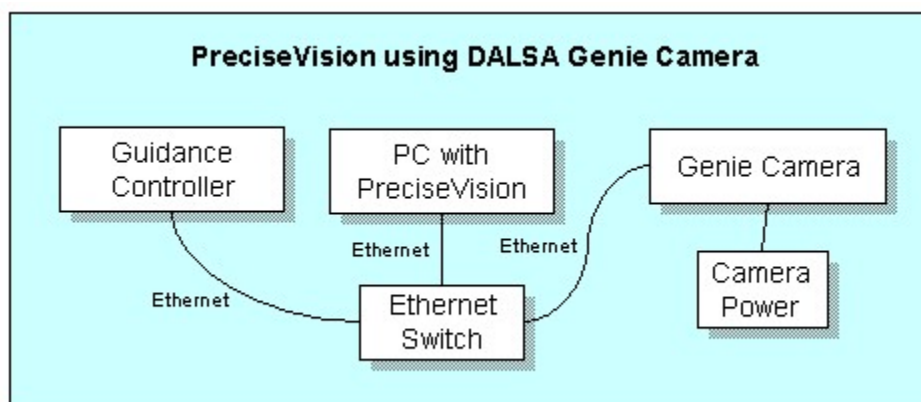 PreciseVision using DALSA Genie Camera
Guidance
Controller
PC with
PreciseVision
Genie Camera
Ethernet
Ethernet
Ethernet
Camera
Power
Ethernet
Switch